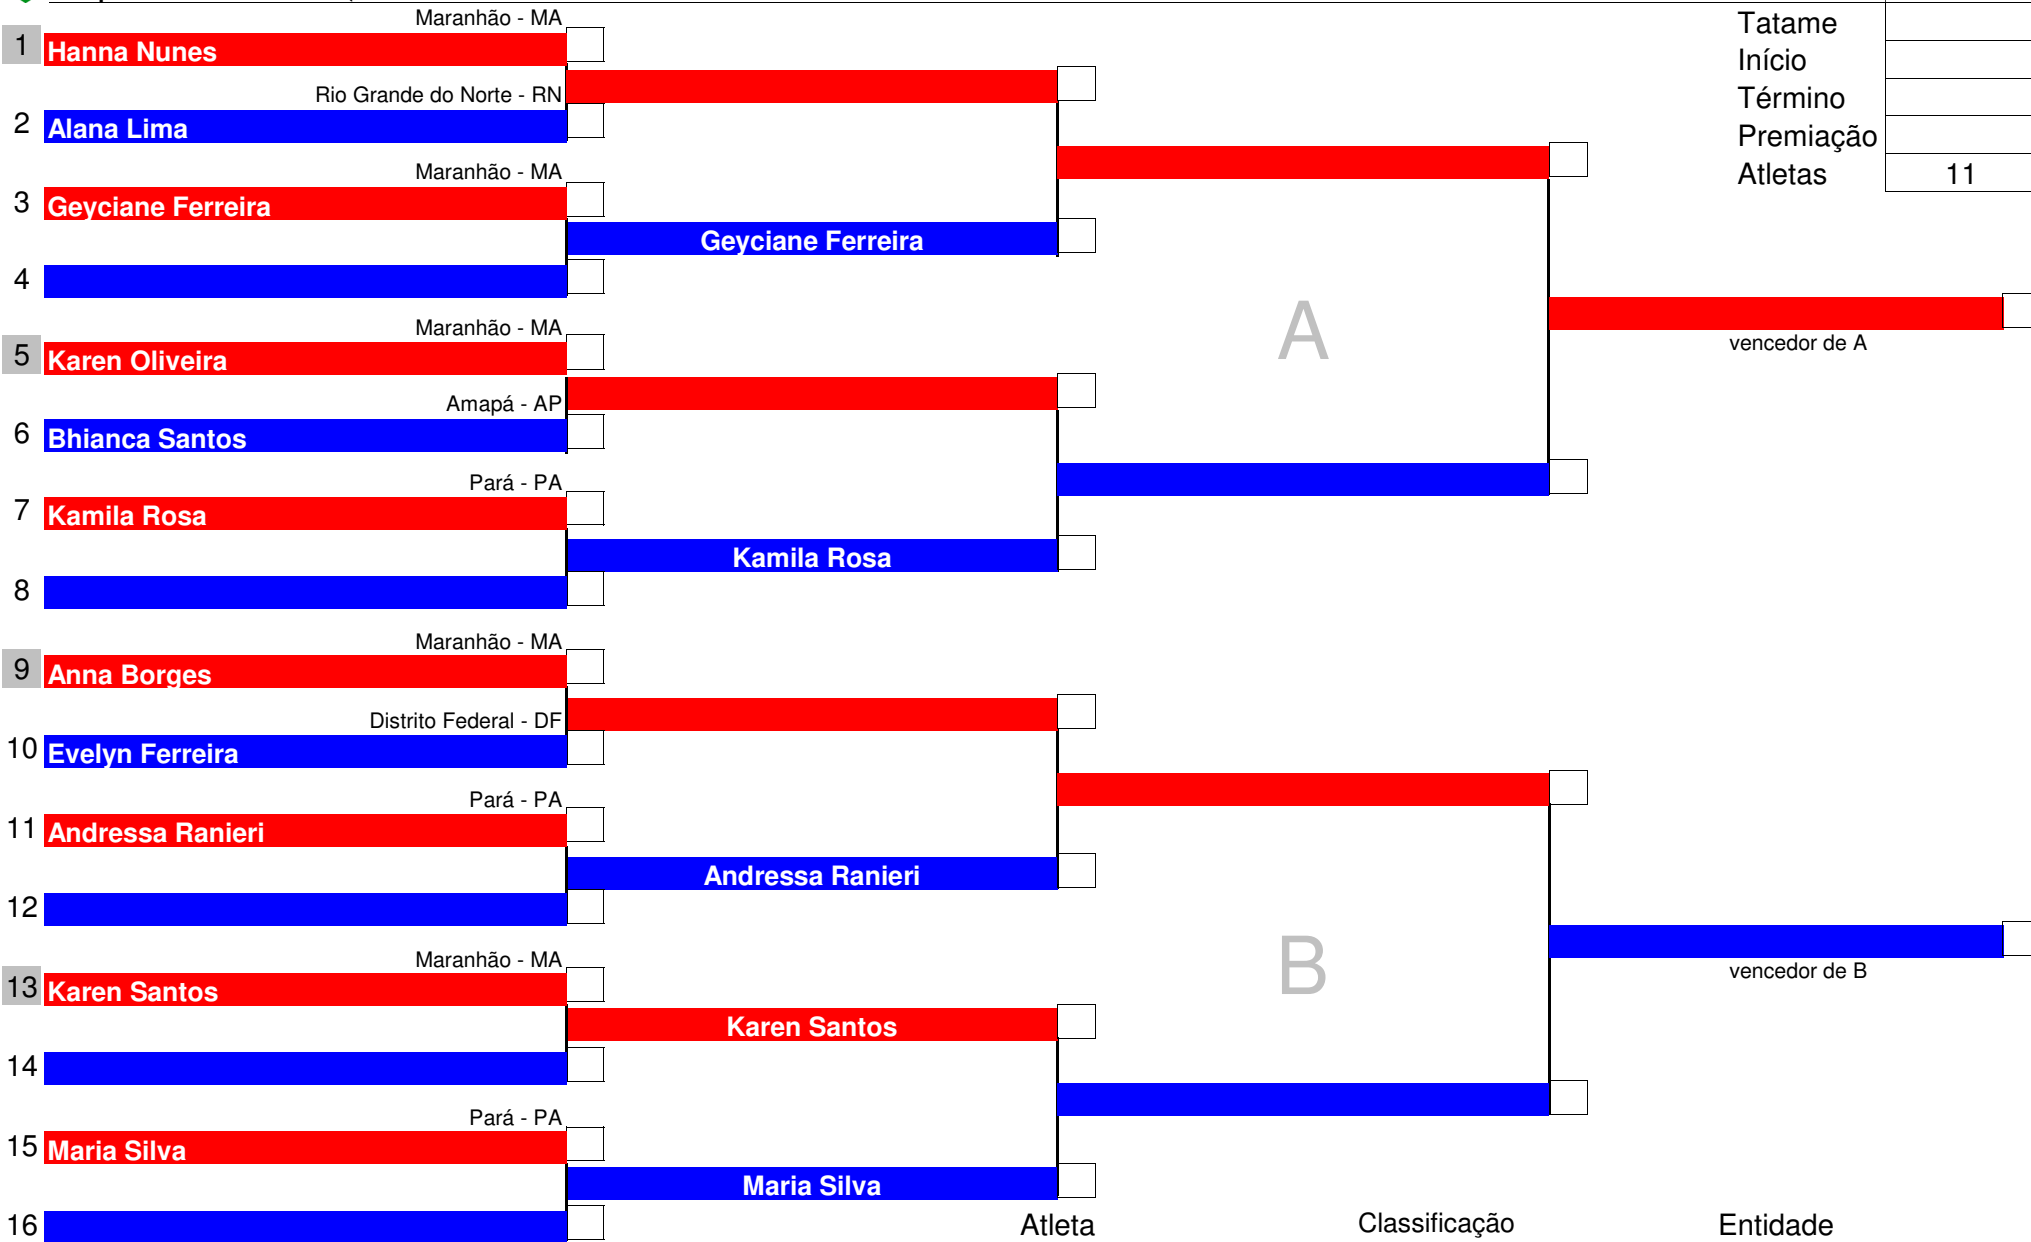 Maranhão - MA
1 Hanna Nunes
Rio Grande do Norte - RN
2 Alana Lima
Maranhão - MA
3 Geyciane Ferreira
Geyciane Ferreira
4
Maranhão - MA
5 Karen Oliveira
Amapá - AP
6 Bhianca Santos
Pará - PA
7 Kamila Rosa
Kamila Rosa
8
Maranhão - MA
9 Anna Borges
Distrito Federal - DF
10 Evelyn Ferreira
Pará - PA
11 Andressa Ranieri
Andressa Ranieri
12
Maranhão - MA
13 Karen Santos
Karen Santos
14
Pará - PA
15 Maria Silva
Maria Silva
16
A
B
vencedor de A
vencedor de B
Tatame
Início
Término
Premiação
Atletas 11
Atleta Classificação Entidade